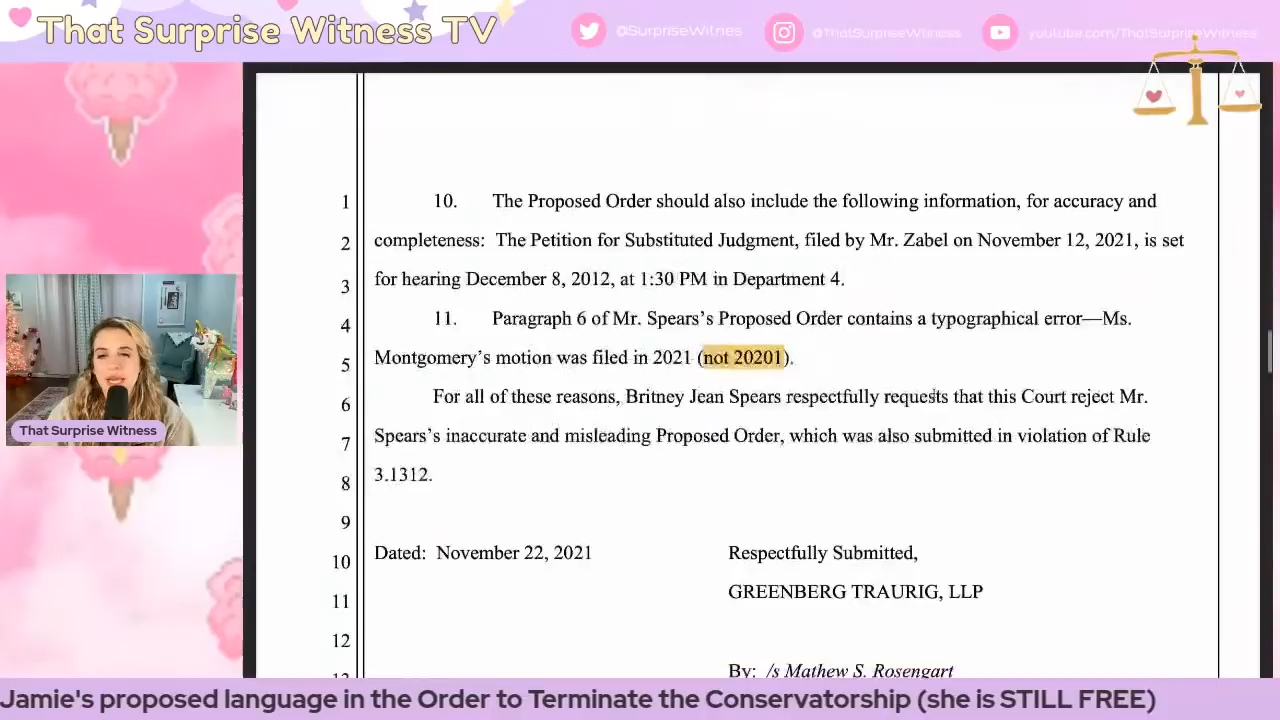 That Surprise Witness TV
@SurpriseWitnes
@ThatSurpriseWitness
youtube.com/ThatSurpriseWitness
1 10. The Proposed Order should also include the following information, for accuracy and
2 completeness: The Petition for Substituted Judgment, filed by Mr. Zabel on November 12, 2021, is set
3 for hearing December 8, 2012, at 1:30 PM in Department 4.
4 11. Paragraph 6 of Mr. Spears's Proposed Order contains a typographical error—Ms.
5 Montgomery's motion was filed in 2021 (not 20201).
6 For all of these reasons, Britney Jean Spears respectfully requests that this Court reject Mr.
7 Spears's inaccurate and misleading Proposed Order, which was also submitted in violation of Rule
8 3.1312.
9
10 Dated: November 22, 2021 Respectfully Submitted,
11 GREENBERG TRAURIG, LLP
12
By: /s Mathew S. Rosengart
That Surprise Witness
Jamie's proposed language in the Order to Terminate the Conservatorship (she is STILL FREE)